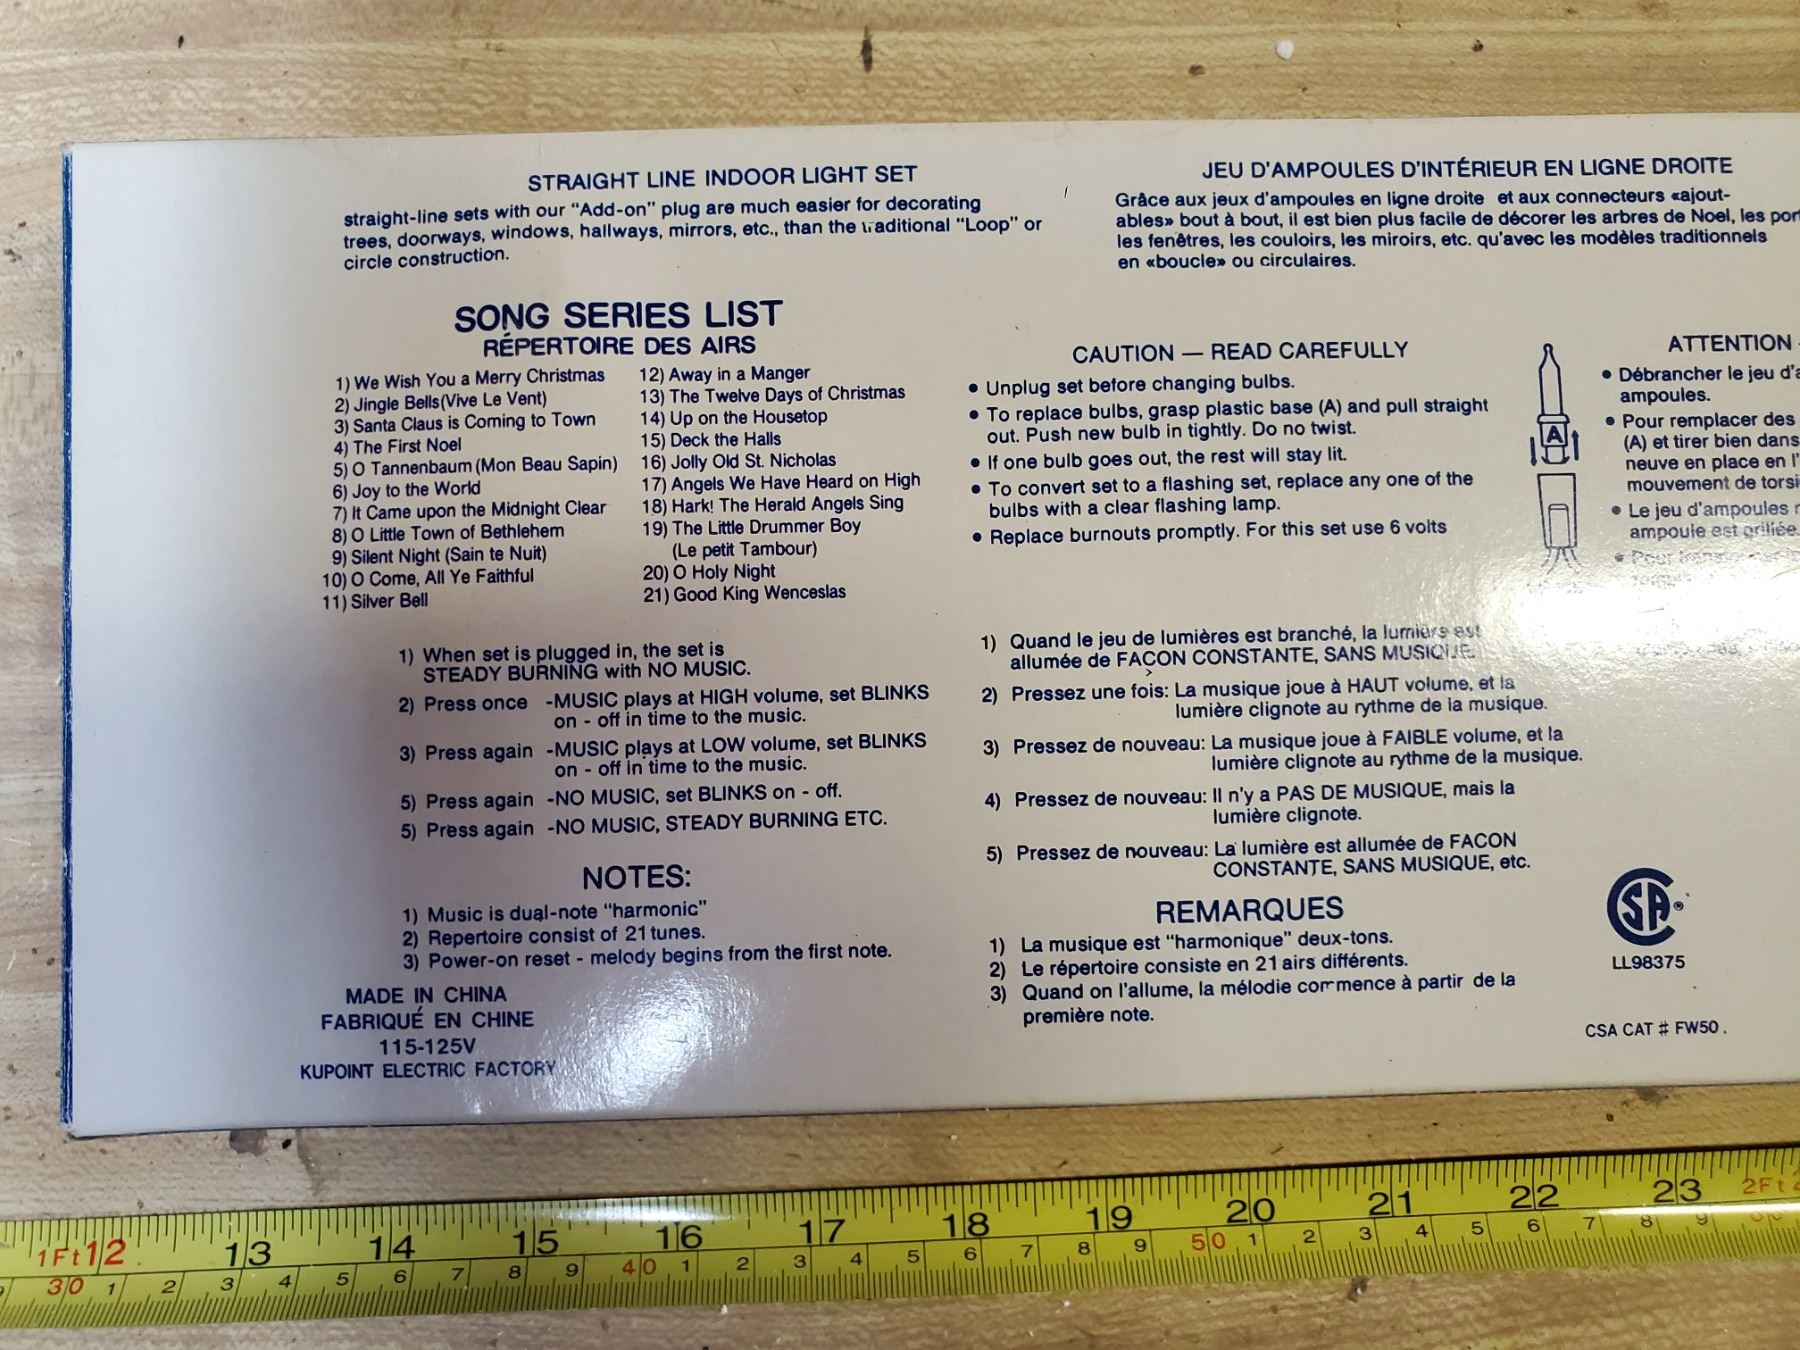 STRAIGHT LINE INDOOR LIGHT SET
straight-line sets with our "Add-on" plug are much easier for decorating
trees, doorways, windows, hallways, mirrors, etc., than the traditional "Loop" or
circle construction.
JEU D'AMPOULES D'INTÉRIEUR EN LIGNE DROITE
Grâce aux jeux d'ampoules en ligne droite et aux connecteurs «ajout-
ables» bout à bout, il est bien plus facile de décorer les arbres de Noel, les por
les fenêtres, les couloirs, les miroirs, etc. qu'avec les modèles traditionnels
en «boucle» ou circulaires.
SONG SERIES LIST
RÉPERTOIRE DES AIRS
1) We Wish You a Merry Christmas
2) Jingle Bells (Vive Le Vent)
3) Santa Claus is Coming to Town
4) The First Noel
5) O Tannenbaum (Mon Beau Sapin)
6) Joy to the World
7) It Came upon the Midnight Clear
8) O Little Town of Bethlehem
9) Silent Night (Sain te Nuit)
10) O Come, All Ye Faithful
11) Silver Bell
12) Away in a Manger
13) The Twelve Days of Christmas
14) Up on the Housetop
15) Deck the Halls
16) Jolly Old St. Nicholas
17) Angels We Have Heard on High
18) Hark! The Herald Angels Sing
19) The Little Drummer Boy
(Le petit Tambour)
20) O Holy Night
21) Good King Wenceslas
CAUTION — READ CAREFULLY
• Unplug set before changing bulbs.
• To replace bulbs, grasp plastic base (A) and pull straight
out. Push new bulb in tightly. Do no twist.
• If one bulb goes out, the rest will stay lit.
• To convert set to a flashing set, replace any one of the
bulbs with a clear flashing lamp.
• Replace burnouts promptly. For this set use 6 volts
A
ATTENTION
• Débrancher le jeu d'a
ampoules.
• Pour remplacer des
(A) et tirer bien dans
neuve en place en l'
mouvement de torsi
• Le jeu d'ampoules r
ampoule est grillée.
• Pour
1) When set is plugged in, the set is
STEADY BURNING with NO MUSIC.
2) Press once -MUSIC plays at HIGH volume, set BLINKS
on - off in time to the music.
3) Press again -MUSIC plays at LOW volume, set BLINKS
on - off in time to the music.
5) Press again -NO MUSIC, set BLINKS on - off.
5) Press again -NO MUSIC, STEADY BURNING ETC.
NOTES:
1) Music is dual-note "harmonic"
2) Repertoire consist of 21 tunes.
3) Power-on reset - melody begins from the first note.
MADE IN CHINA
FABRIQUÉ EN CHINE
115-125V
KUPOINT ELECTRIC FACTORY
1) Quand le jeu de lumières est branché, la lumière est
allumée de FAÇON CONSTANTE, SANS MUSIQUE.
2) Pressez une fois: La musique joue à HAUT volume, et la
lumière clignote au rythme de la musique.
3) Pressez de nouveau: La musique joue à FAIBLE volume, et la
lumière clignote au rythme de la musique.
4) Pressez de nouveau: Il n'y a PAS DE MUSIQUE, mais la
lumière clignote.
5) Pressez de nouveau: La lumière est allumée de FACON
CONSTANTE, SANS MUSIQUE, etc.
REMARQUES
1) La musique est "harmonique" deux-tons.
2) Le répertoire consiste en 21 airs différents.
3) Quand on l'allume, la mélodie commence à partir de la
première note.
SA®
LL98375
CSA CAT # FW50.
1Ft 12 13 14 15 16 17 18 19 20 21 22 23 2Ft
30 1 2 3 4 5 6 7 8 9 40 1 2 3 4 5 6 7 8 9 50 1 2 3 4 5 6 7 8 9